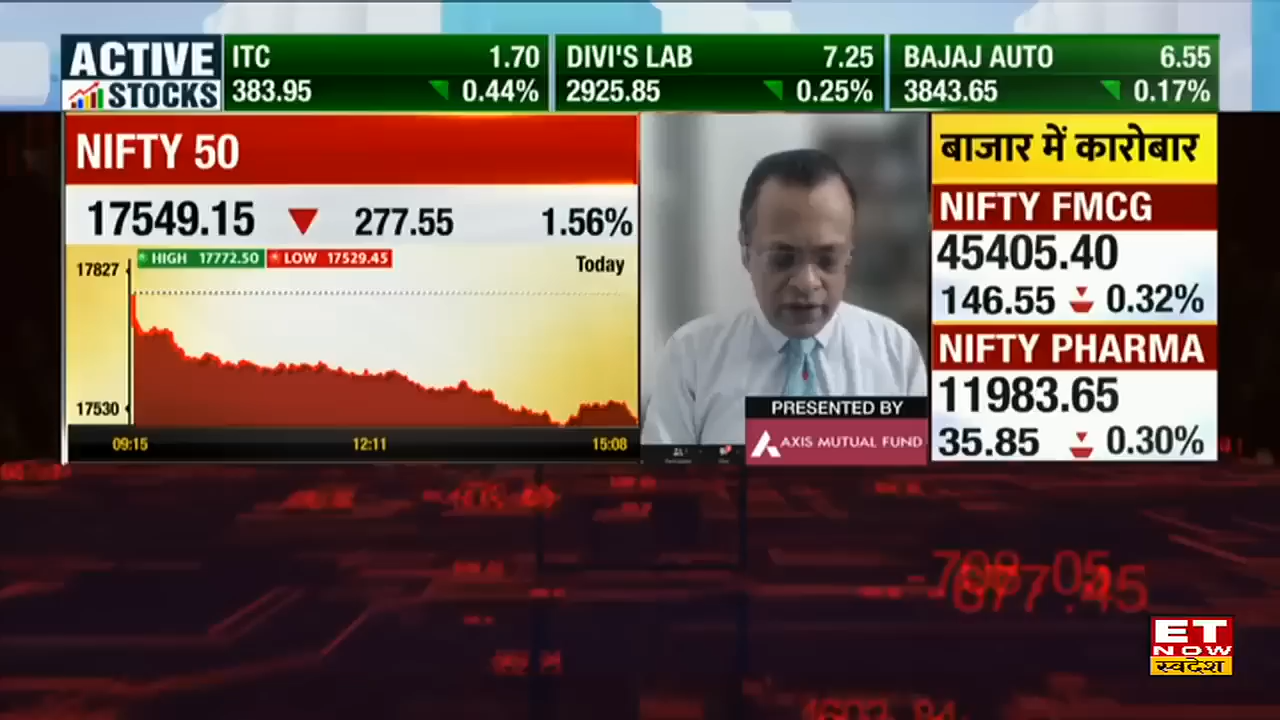 ACTIVE
STOCKS
ITC 1.70
383.95 0.44%
DIVI'S LAB 7.25
2925.85 0.25%
BAJAJ AUTO 6.55
3843.65 0.17%
NIFTY 50
17549.15 277.55 1.56%
HIGH 17772.50 LOW 17529.45
Today
17827
17530
09:15 12:11 15:08
PRESENTED BY
AXIS MUTUAL FUND
बाजार में कारोबार
NIFTY FMCG
45405.40
146.55 0.32%
NIFTY PHARMA
11983.65
35.85 0.30%
677.45
ET
NOW
स्वदेश